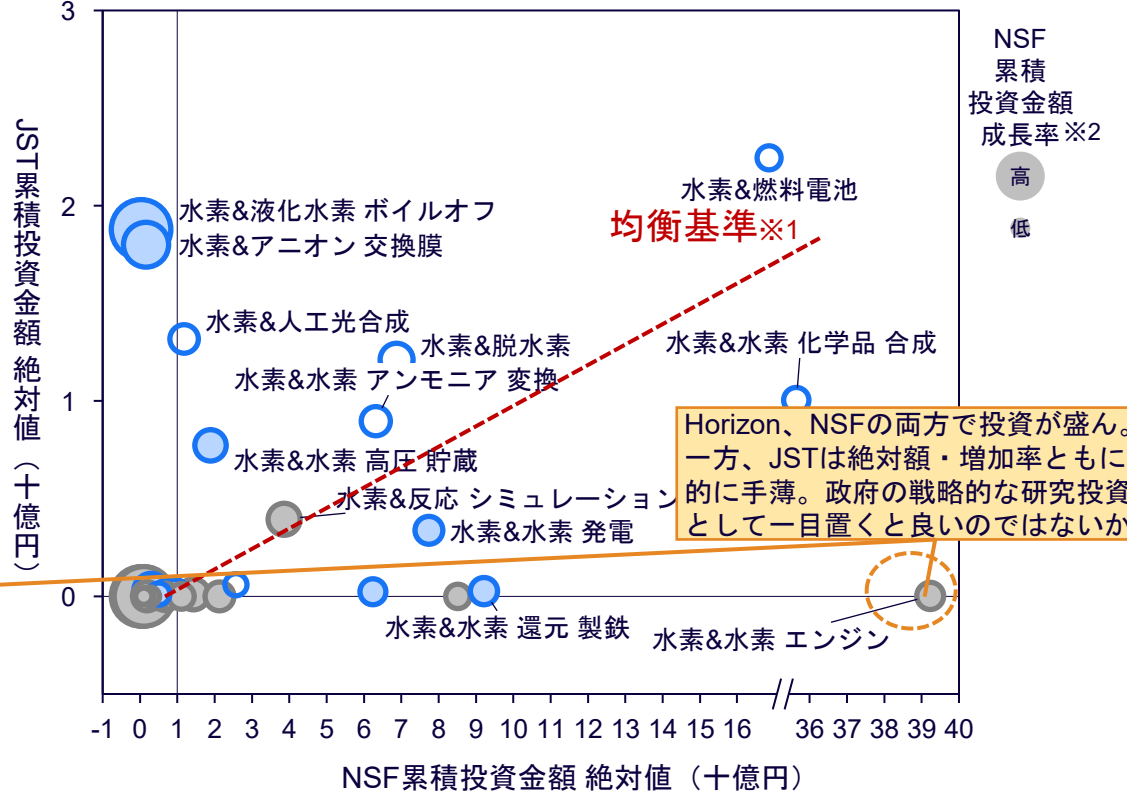 3
2
1
0
JST累積投資金額 絶対値（十億円）
NSF
累積
投資金額
成長率※2
高
低
水素&燃料電池
均衡基準※1
水素&液化水素 ボイルオフ
水素&アニオン 交換膜
水素&人工光合成
水素&脱水素
水素&水素 化学品 合成
水素&水素 アンモニア 変換
水素&水素 高圧 貯蔵
水素&反応 シミュレーション
水素&水素 発電
Horizon、NSFの両方で投資が盛ん。
一方、JSTは絶対額・増加率ともに
的に手薄。政府の戦略的な研究投資
として一目置くと良いのではないか
水素&水素 還元 製鉄
水素&水素 エンジン
-1 0 1 2 3 4 5 6 7 8 9 10 11 12 13 14 15 16 36 37 38 39 40
NSF累積投資金額 絶対値（十億円）